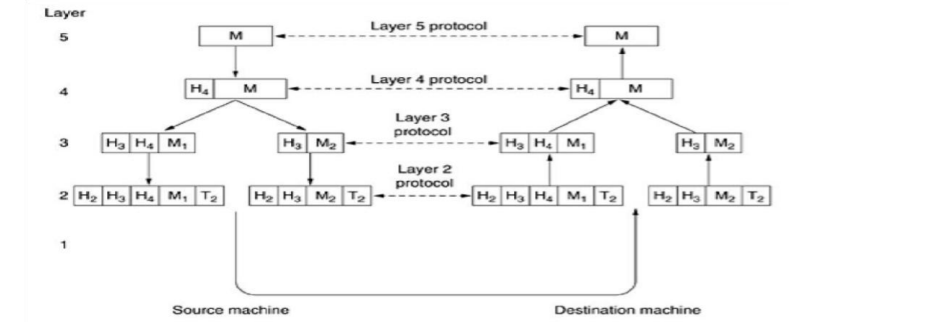 Layer
5 M Layer 5 protocol M
4 H₄ M Layer 4 protocol H₄ M
Layer 3
protocol
3 H₃ H₄ M₁ H₃ M₂ H₃ H₄ M₁ H₃ M₂
Layer 2
protocol
2 H₂ H₃ H₄ M₁ T₂ H₂ H₃ M₂ T₂ H₂ H₃ H₄ M₁ T₂ H₂ H₃ M₂ T₂
1
Source machine Destination machine